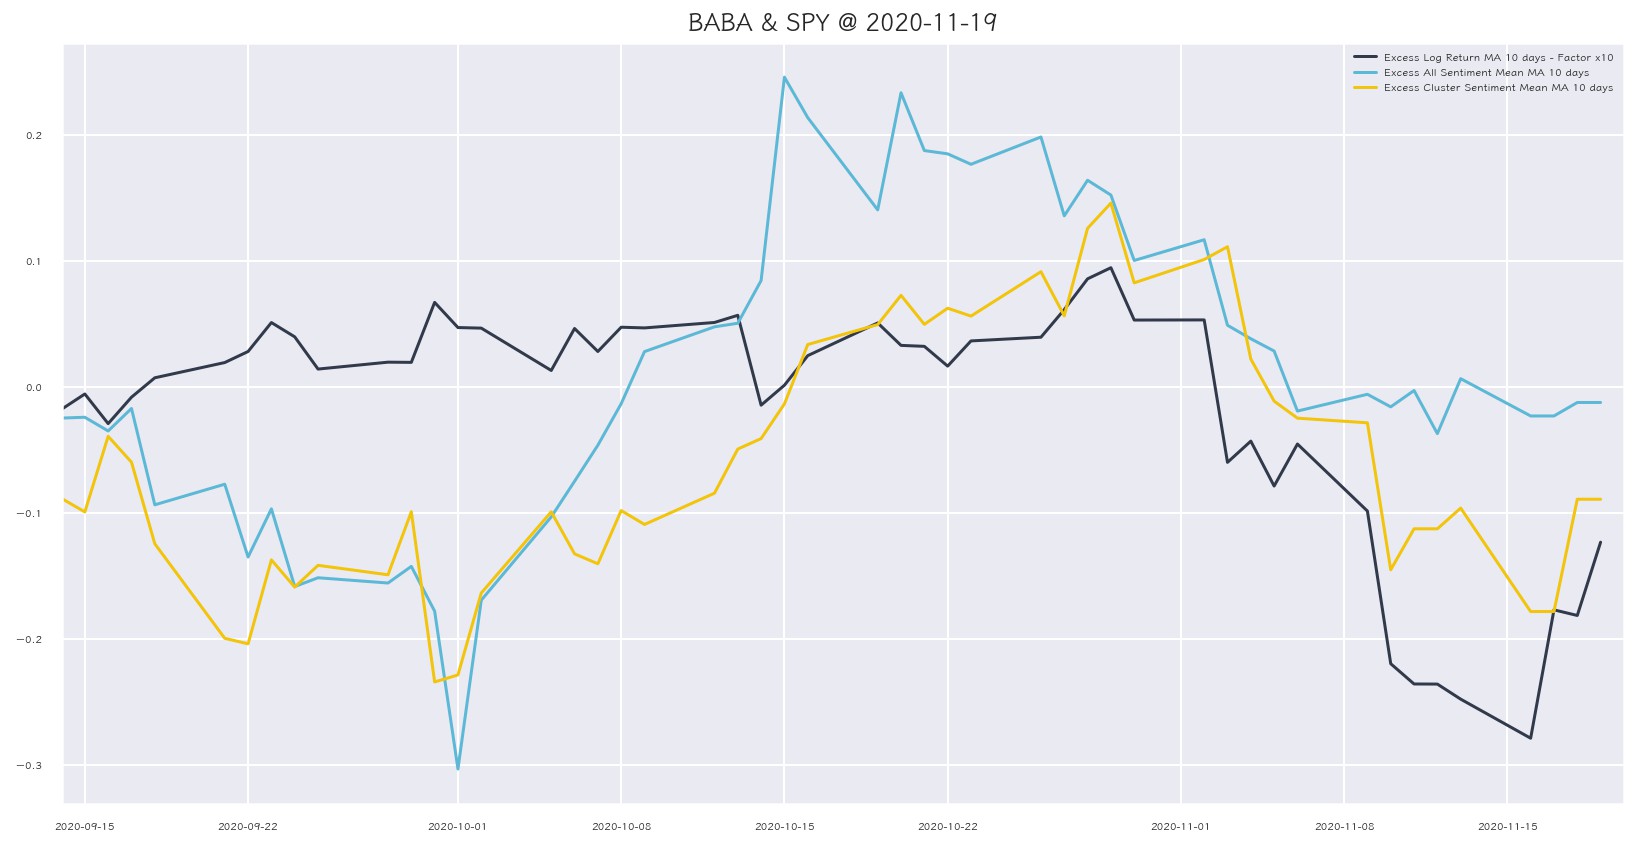 BABA & SPY @ 2020-11-19
Excess Log Return MA 10 days - Factor x10
Excess All Sentiment Mean MA 10 days
Excess Cluster Sentiment Mean MA 10 days
0.2
0.1
0.0
−0.1
−0.2
−0.3
2020-09-15 2020-09-22 2020-10-01 2020-10-08 2020-10-15 2020-10-22 2020-11-01 2020-11-08 2020-11-15